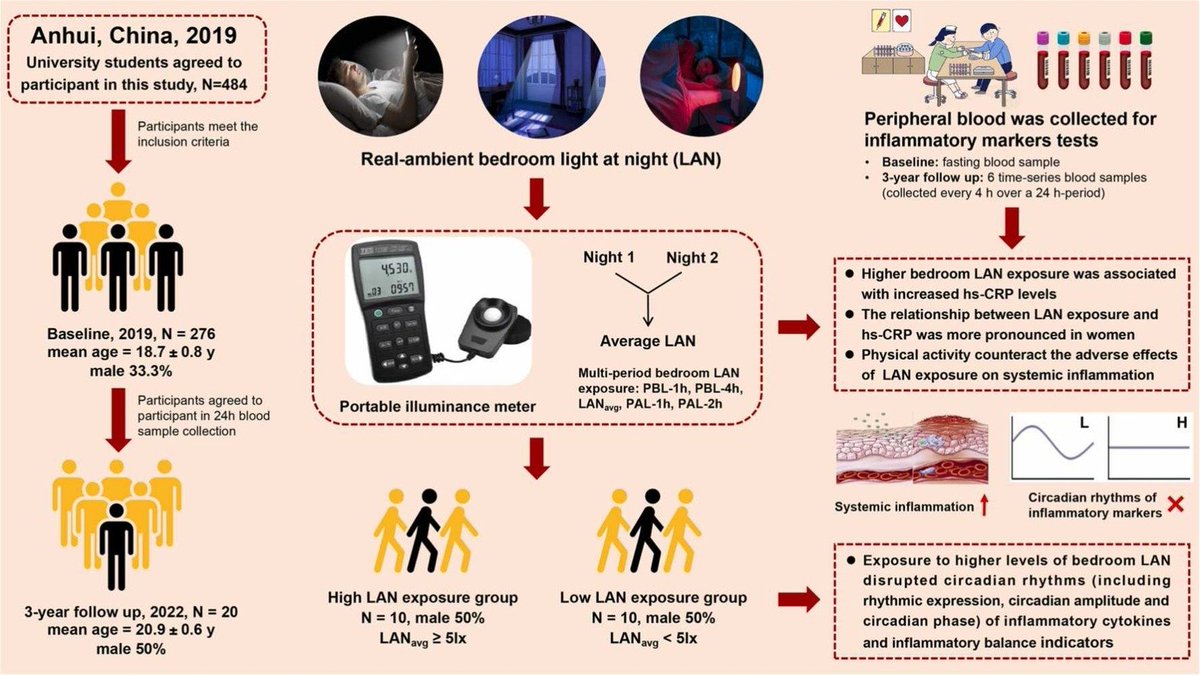 Anhui, China, 2019
University students agreed to
participant in this study, N=484
Participants meet the
inclusion criteria
Baseline, 2019, N = 276
mean age = 18.7 ± 0.8 y
male 33.3%
Participants agreed to
participant in 24h blood
sample collection
3-year follow up, 2022, N = 20
mean age = 20.9 ± 0.6 y
male 50%
Real-ambient bedroom light at night (LAN)
4,530
03 0957
Portable illuminance meter
Night 1 Night 2
Average LAN
Multi-period bedroom LAN
exposure: PBL-1h, PBL-4h,
LANavg, PAL-1h, PAL-2h
High LAN exposure group
N = 10, male 50%
LANavg ≥ 5lx
Low LAN exposure group
N = 10, male 50%
LANavg < 5lx
Peripheral blood was collected for
inflammatory markers tests
• Baseline: fasting blood sample
• 3-year follow up: 6 time-series blood samples
(collected every 4 h over a 24 h-period)
● Higher bedroom LAN exposure was associated
with increased hs-CRP levels
● The relationship between LAN exposure and
hs-CRP was more pronounced in women
● Physical activity counteract the adverse effects
of LAN exposure on systemic inflammation
L H
Systemic inflammation
Circadian rhythms of
inflammatory markers
● Exposure to higher levels of bedroom LAN
disrupted circadian rhythms (including
rhythmic expression, circadian amplitude and
circadian phase) of inflammatory cytokines
and inflammatory balance indicators